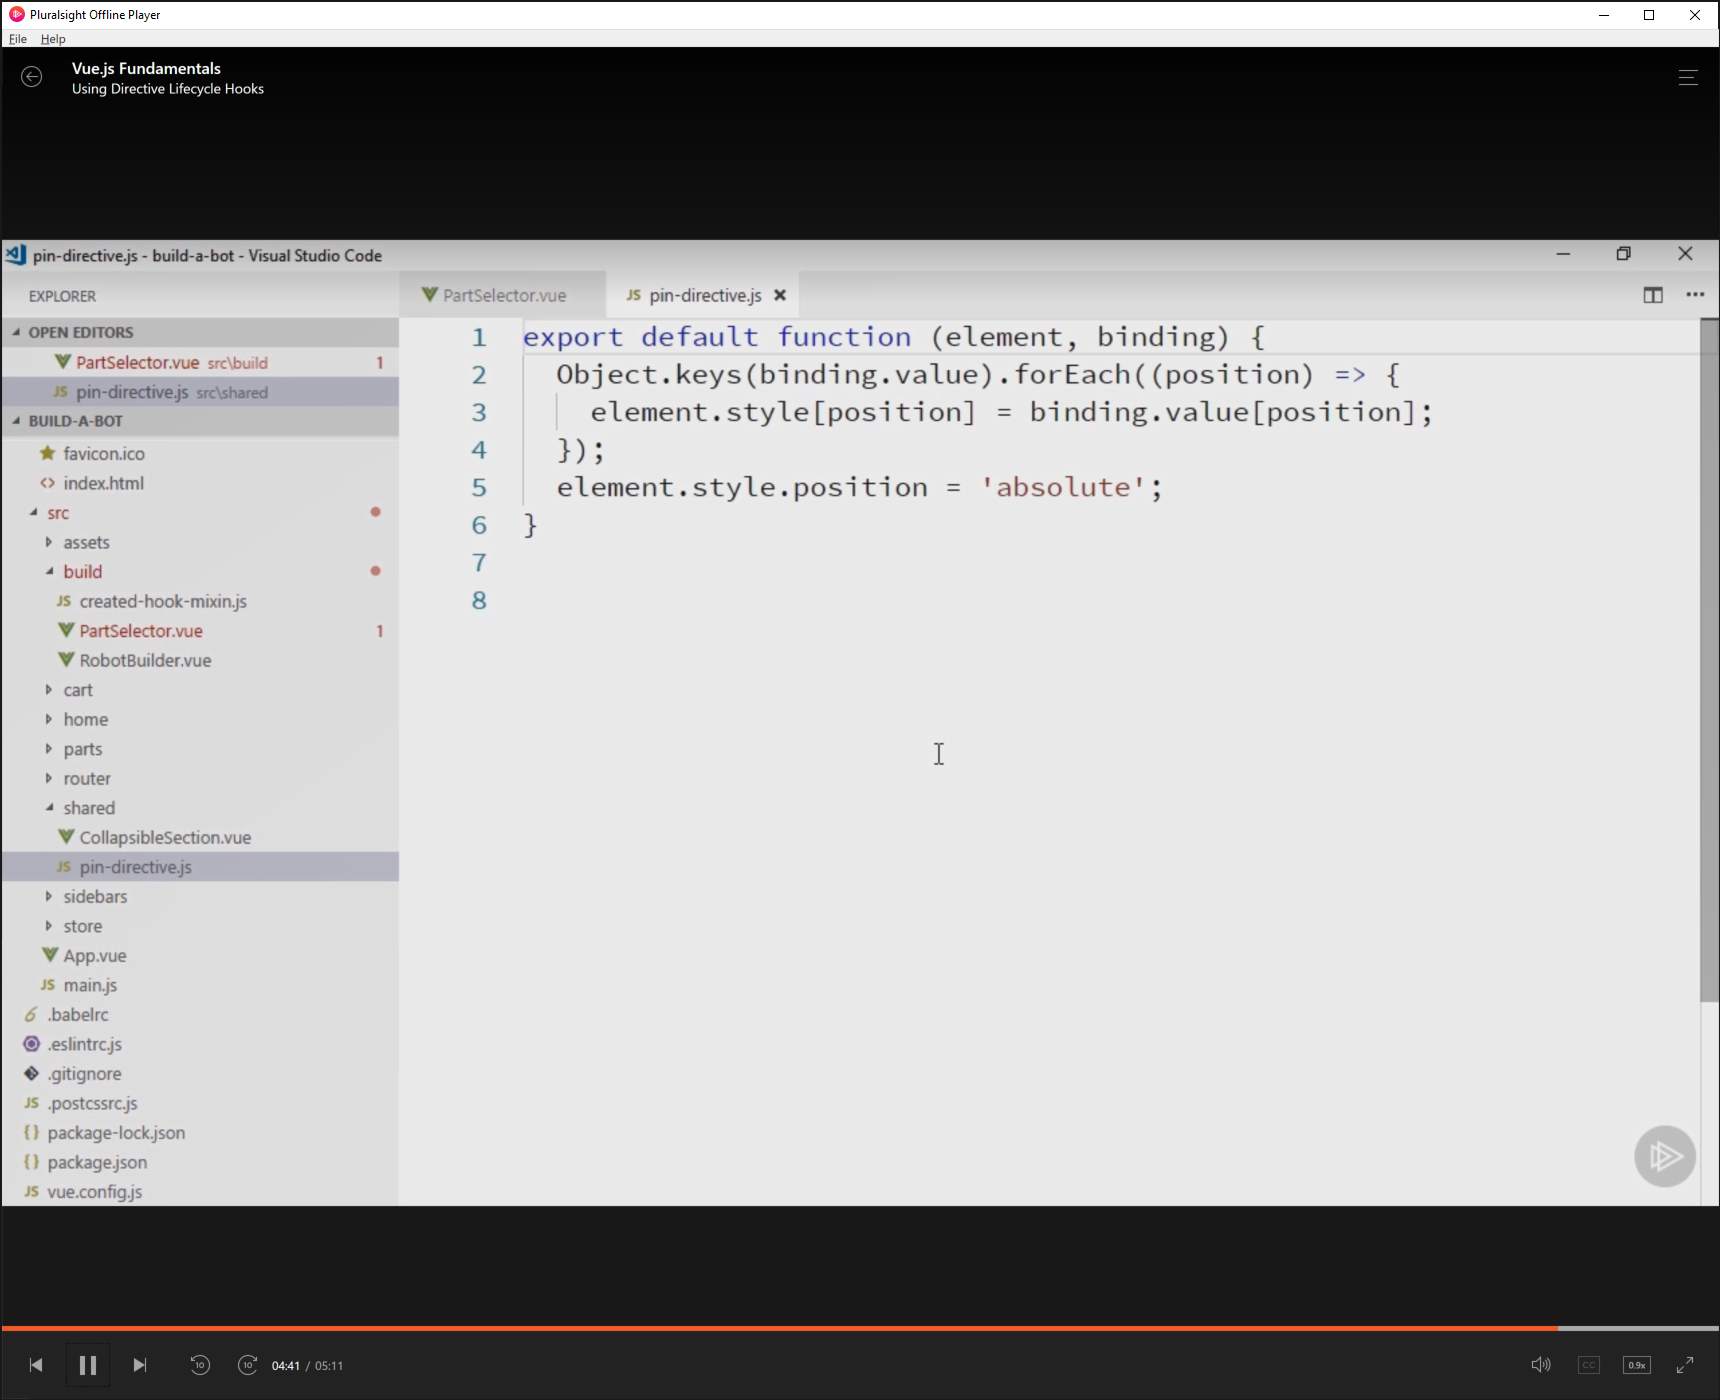 Pluralsight Offline Player
File Help
Vue.js Fundamentals
Using Directive Lifecycle Hooks
pin-directive.js - build-a-bot - Visual Studio Code
EXPLORER
PartSelector.vue
JS pin-directive.js
OPEN EDITORS
PartSelector.vue src\build 1
JS pin-directive.js src\shared
BUILD-A-BOT
favicon.ico
<> index.html
src
assets
build
JS created-hook-mixin.js
PartSelector.vue 1
RobotBuilder.vue
cart
home
parts
router
shared
CollapsibleSection.vue
JS pin-directive.js
sidebars
store
App.vue
JS main.js
6 .babelrc
.eslintrc.js
.gitignore
JS .postcssrc.js
{} package-lock.json
{} package.json
JS vue.config.js
1 export default function (element, binding) {
2 Object.keys(binding.value).forEach((position) => {
3 element.style[position] = binding.value[position];
4 });
5 element.style.position = 'absolute';
6 }
7
8
10 10 04:41 / 05:11
CC 0.9x